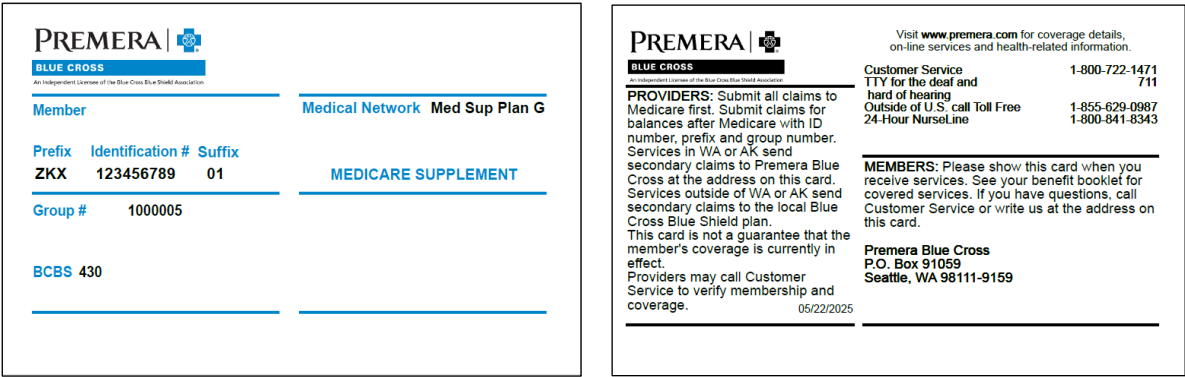 PREMERA
BLUE CROSS
An Independent Licensee of the Blue Cross Blue Shield Association
Member
Medical Network Med Sup Plan G
Prefix Identification # Suffix
ZKX 123456789 01
MEDICARE SUPPLEMENT
Group # 1000005
BCBS 430
PREMERA
BLUE CROSS
An Independent Licensee of the Blue Cross Blue Shield Association
PROVIDERS: Submit all claims to
Medicare first. Submit claims for
balances after Medicare with ID
number, prefix and group number.
Services in WA or AK send
secondary claims to Premera Blue
Cross at the address on this card.
Services outside of WA or AK send
secondary claims to the local Blue
Cross Blue Shield plan.
This card is not a guarantee that the
member's coverage is currently in
effect.
Providers may call Customer
Service to verify membership and
coverage.
05/22/2025
Visit www.premera.com for coverage details,
on-line services and health-related information.
Customer Service 1-800-722-1471
TTY for the deaf and 711
hard of hearing
Outside of U.S. call Toll Free 1-855-629-0987
24-Hour NurseLine 1-800-841-8343
MEMBERS: Please show this card when you
receive services. See your benefit booklet for
covered services. If you have questions, call
Customer Service or write us at the address on
this card.
Premera Blue Cross
P.O. Box 91059
Seattle, WA 98111-9159